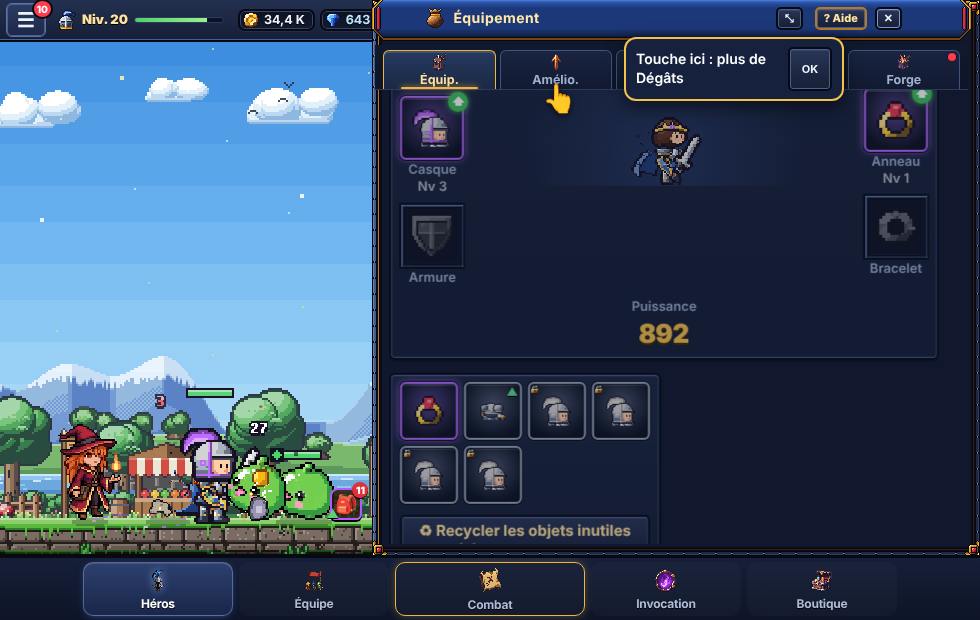 10
Niv. 20
34,4 K
643
Équipement
? Aide
Équip.
Amélio.
Touche ici : plus de
Dégâts
OK
Forge
Casque
Nv 3
Anneau
Nv 1
Armure
Bracelet
Puissance
892
3
27
11
Recycler les objets inutiles
Héros
Équipe
Combat
Invocation
Boutique